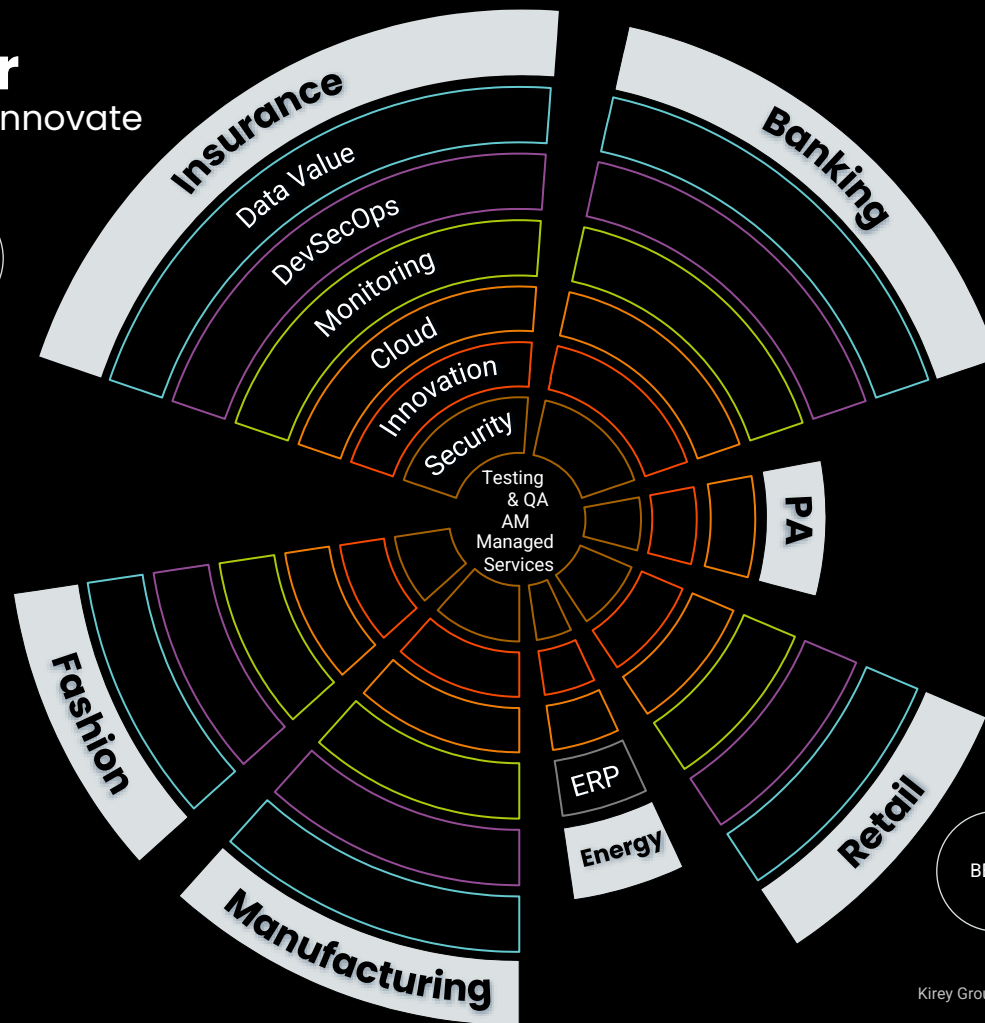 r
nnovate
Insurance
Data Value
DevSecOps
Monitoring
Cloud
Innovation
Security
Banking
Testing
& QA
AM
Managed
Services
PA
Fashion
Manufacturing
ERP
Energy
Retail
Kirey Grou